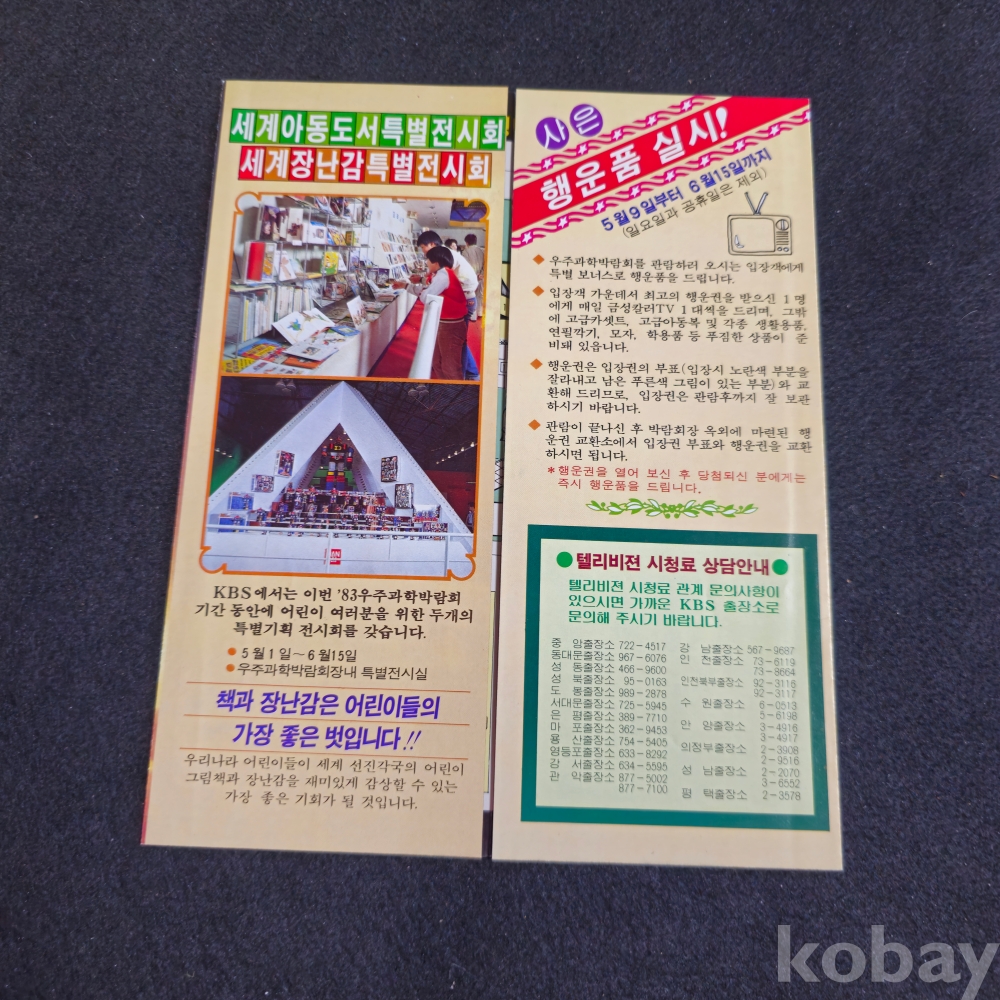 세계아동도서특별전시회
세계장난감특별전시회
KBS에서는 이번 '83우주과학박람회
기간 동안에 어린이 여러분을 위한 두개의
특별기획 전시회를 갖습니다.
● 5월 1일~6월15일
● 우주과학박람회장내 특별전시실
책과 장난감은 어린이들의
가장 좋은 벗입니다!!
우리나라 어린이들이 세계 선진각국의 어린이
그림책과 장난감을 재미있게 감상할 수 있는
가장 좋은 기회가 될 것입니다.
사은
행운품 실시!
5월9일부터 6월15일까지
(일요일과 공휴일은 제외)
◆ 우주과학박람회를 관람하러 오시는 입장객에게
특별 보너스로 행운품을 드립니다.
◆ 입장객 가운데서 최고의 행운권을 받으신 1명
에게 매일 금성칼러TV 1대씩을 드리며, 그밖
에 고급카셋트, 고급아동복 및 각종 생활용품,
연필깍기, 모자, 학용품 등 푸짐한 상품이 준
비돼 있읍니다.
◆ 행운권은 입장권의 부표(입장시 노란색 부분을
잘라내고 남은 푸른색 그림이 있는 부분)와 교
환해 드리므로, 입장권은 관람후까지 잘 보관
하시기 바랍니다.
◆ 관람이 끝나신 후 박람회장 옥외에 마련된 행
운권 교환소에서 입장권 부표와 행운권을 교환
하시면 됩니다.
*행운권을 열어 보신 후 당첨되신 분에게는
즉시 행운품을 드립니다.
● 텔리비젼 시청료 상담안내 ●
텔리비젼 시청료 관계 문의사항이
있으시면 가까운 KBS 출장소로
문의해 주시기 바랍니다.
중 앙출장소 722-4517
동대문출장소 967-6076
성 동출장소 466-9600
성 북출장소 95-0163
도 봉출장소 989-2878
서대문출장소 725-5945
은 평출장소 389-7710
마 포출장소 362-9453
용 산출장소 754-5405
영등포출장소 633-8292
강 서출장소 634-5595
관 악출장소 877-5002
877-7100
강 남출장소 567-9687
인 천출장소 73-6119
73-8664
인천북부출장소 92-3116
92-3117
수 원출장소 6-0513
5-6198
안 양출장소 3-4916
3-4917
의정부출장소 2-3908
2-9516
성 남출장소 2-2070
3-6552
평 택출장소 2-3578
kobay